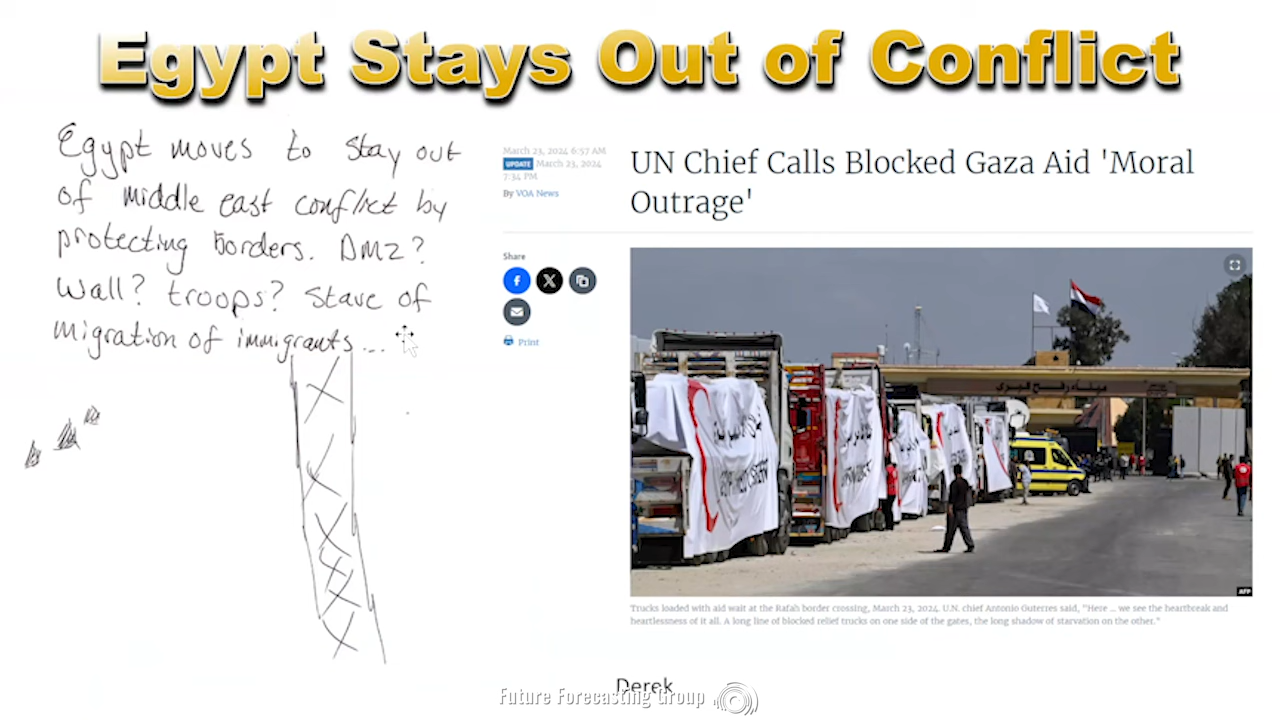 Egypt Stays Out of Conflict
Egypt moves to stay out
of middle east conflict by
protecting borders. DMZ?
Wall? troops? Stave of
migration of immigrants...
March 23, 2024 6:57 AM
UPDATE March 23, 2024
7:34 PM
By VOA News
UN Chief Calls Blocked Gaza Aid 'Moral
Outrage'
Share
Print
ميناء رفح البرى
AFP
Trucks loaded with aid wait at the Rafah border crossing, March 23, 2024. U.N. chief Antonio Guterres said, "Here ... we see the heartbreak and
heartlessness of it all. A long line of blocked relief trucks on one side of the gates, the long shadow of starvation on the other."
Derek
Future Forecasting Group